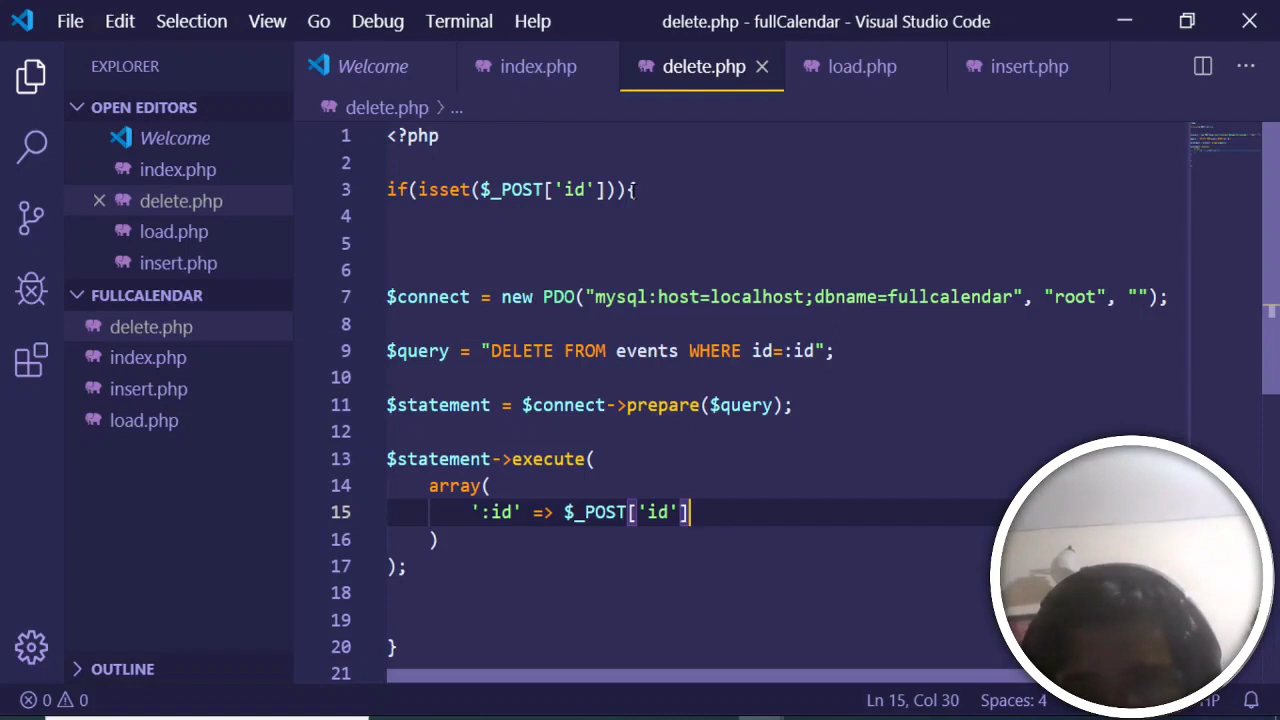 File Edit Selection View Go Debug Terminal Help delete.php - fullCalendar - Visual Studio Code
EXPLORER
Welcome index.php delete.php load.php insert.php
OPEN EDITORS
Welcome
index.php
delete.php
load.php
insert.php
FULLCALENDAR
delete.php
index.php
insert.php
load.php
OUTLINE
delete.php > ...
1 <?php
2
3 if(isset($_POST['id'])){
4
5
6
7 $connect = new PDO("mysql:host=localhost;dbname=fullcalendar", "root", "");
8
9 $query = "DELETE FROM events WHERE id=:id";
10
11 $statement = $connect->prepare($query);
12
13 $statement->execute(
14 array(
15 ':id' => $_POST['id']
16 )
17 );
18
19
20 }
21
0 0 Ln 15, Col 30 Spaces: 4 HP